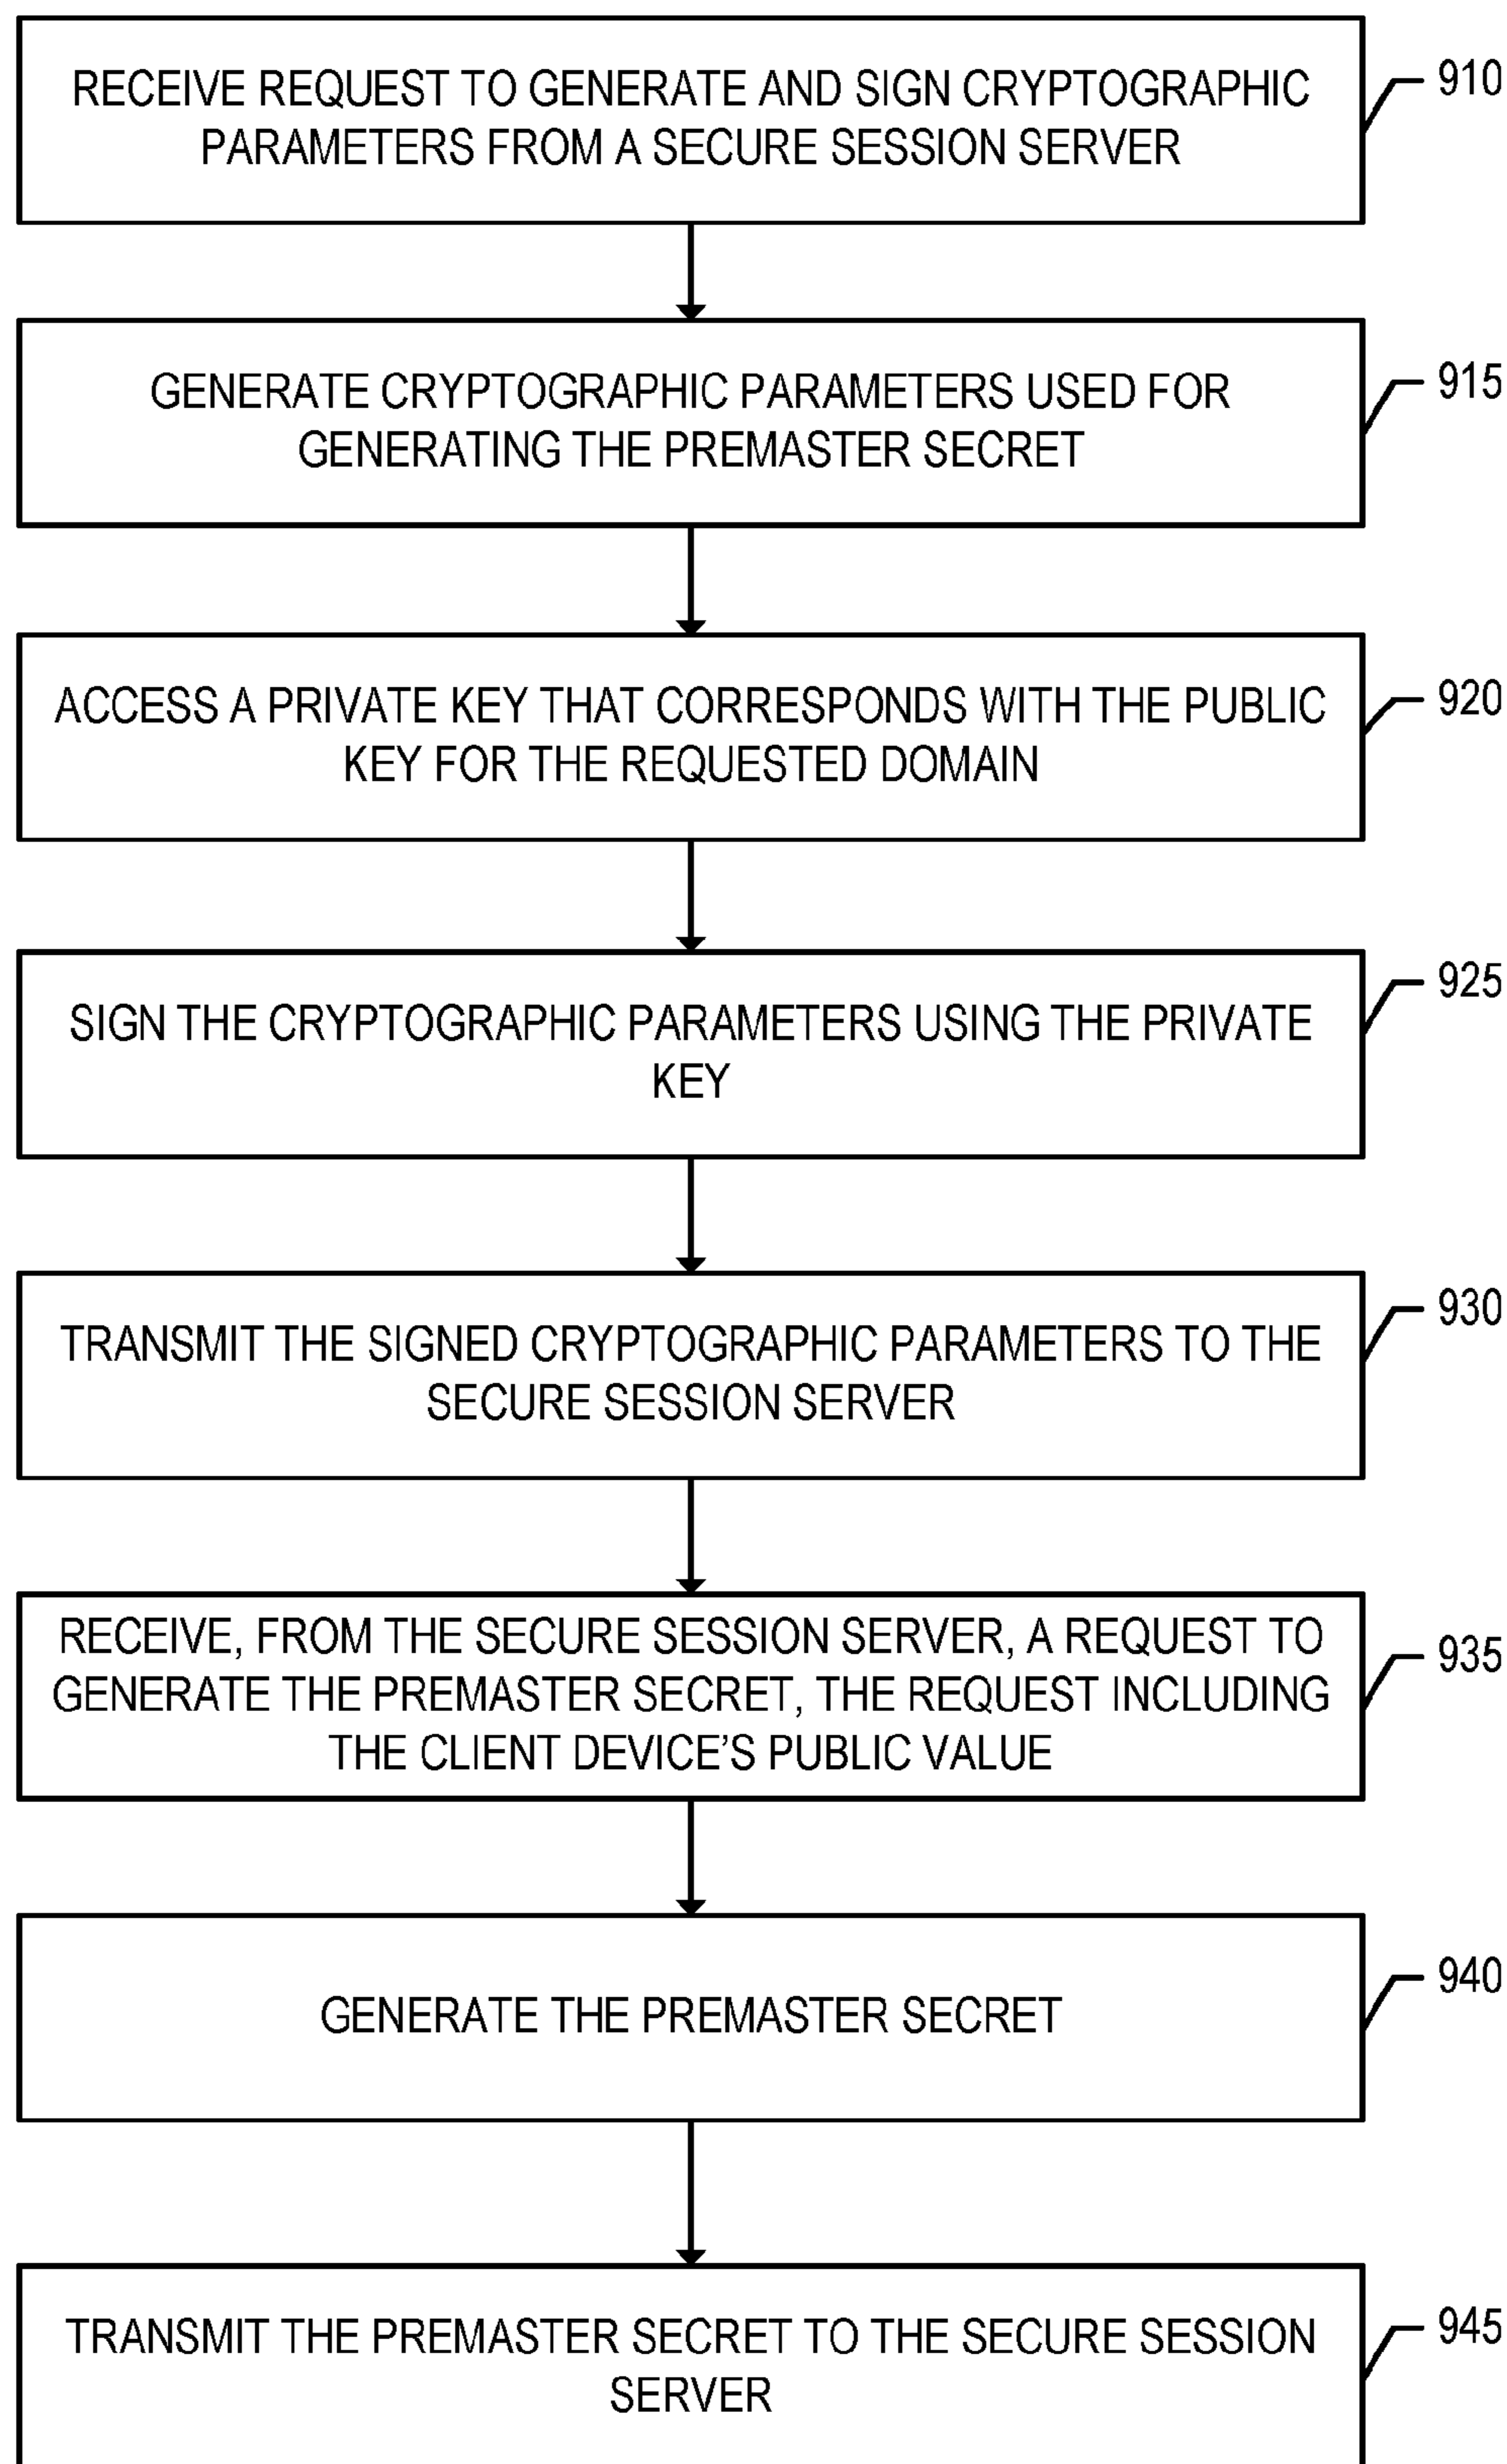 RECEIVE REQUEST TO GENERATE AND SIGN CRYPTOGRAPHIC
PARAMETERS FROM A SECURE SESSION SERVER
910
GENERATE CRYPTOGRAPHIC PARAMETERS USED FOR
GENERATING THE PREMASTER SECRET
915
ACCESS A PRIVATE KEY THAT CORRESPONDS WITH THE PUBLIC
KEY FOR THE REQUESTED DOMAIN
920
SIGN THE CRYPTOGRAPHIC PARAMETERS USING THE PRIVATE
KEY
925
TRANSMIT THE SIGNED CRYPTOGRAPHIC PARAMETERS TO THE
SECURE SESSION SERVER
930
RECEIVE, FROM THE SECURE SESSION SERVER, A REQUEST TO
GENERATE THE PREMASTER SECRET, THE REQUEST INCLUDING
THE CLIENT DEVICE’S PUBLIC VALUE
935
GENERATE THE PREMASTER SECRET
940
TRANSMIT THE PREMASTER SECRET TO THE SECURE SESSION
SERVER
945